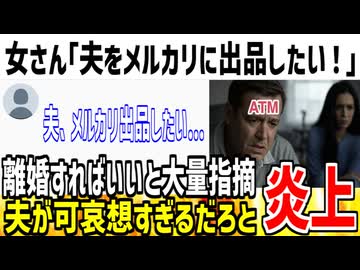 女さん「夫をメルカリに出品したい！」
夫、メルカリ出品したい...
ATM
離婚すればいいと大量指摘
夫が可哀想すぎるだろと 炎上